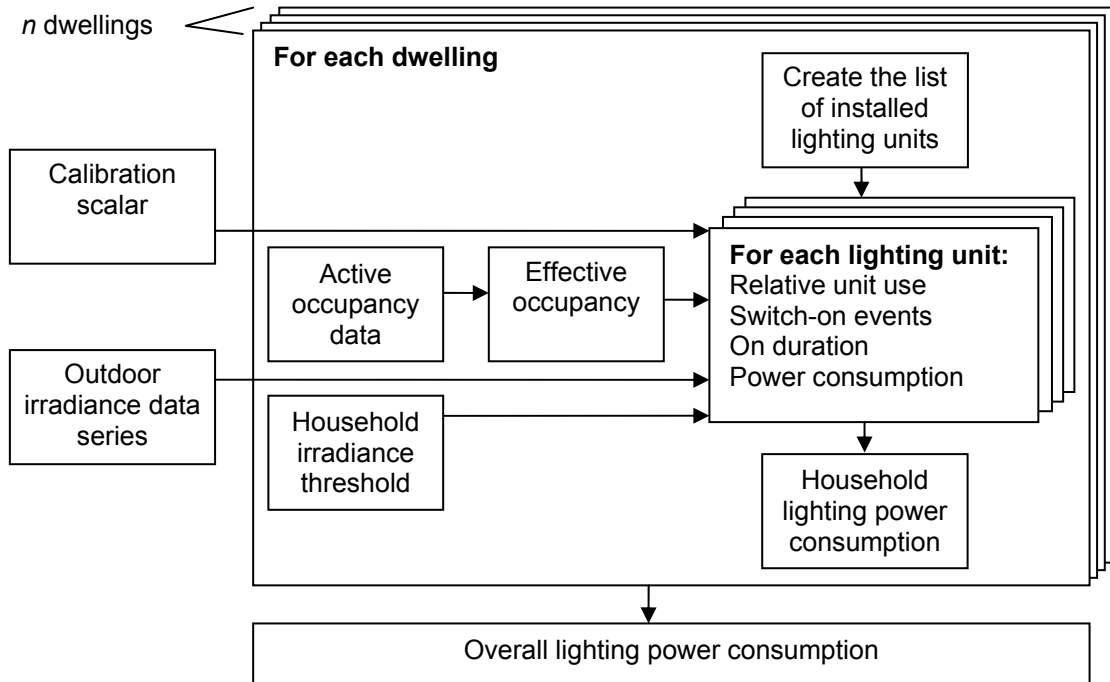 n dwellings
For each dwelling
Create the list
of installed
lighting units
Calibration
scalar
Active
occupancy
data
Effective
occupancy
For each lighting unit:
Relative unit use
Switch-on events
On duration
Power consumption
Outdoor
irradiance data
series
Household
irradiance
threshold
Household
lighting power
consumption
Overall lighting power consumption